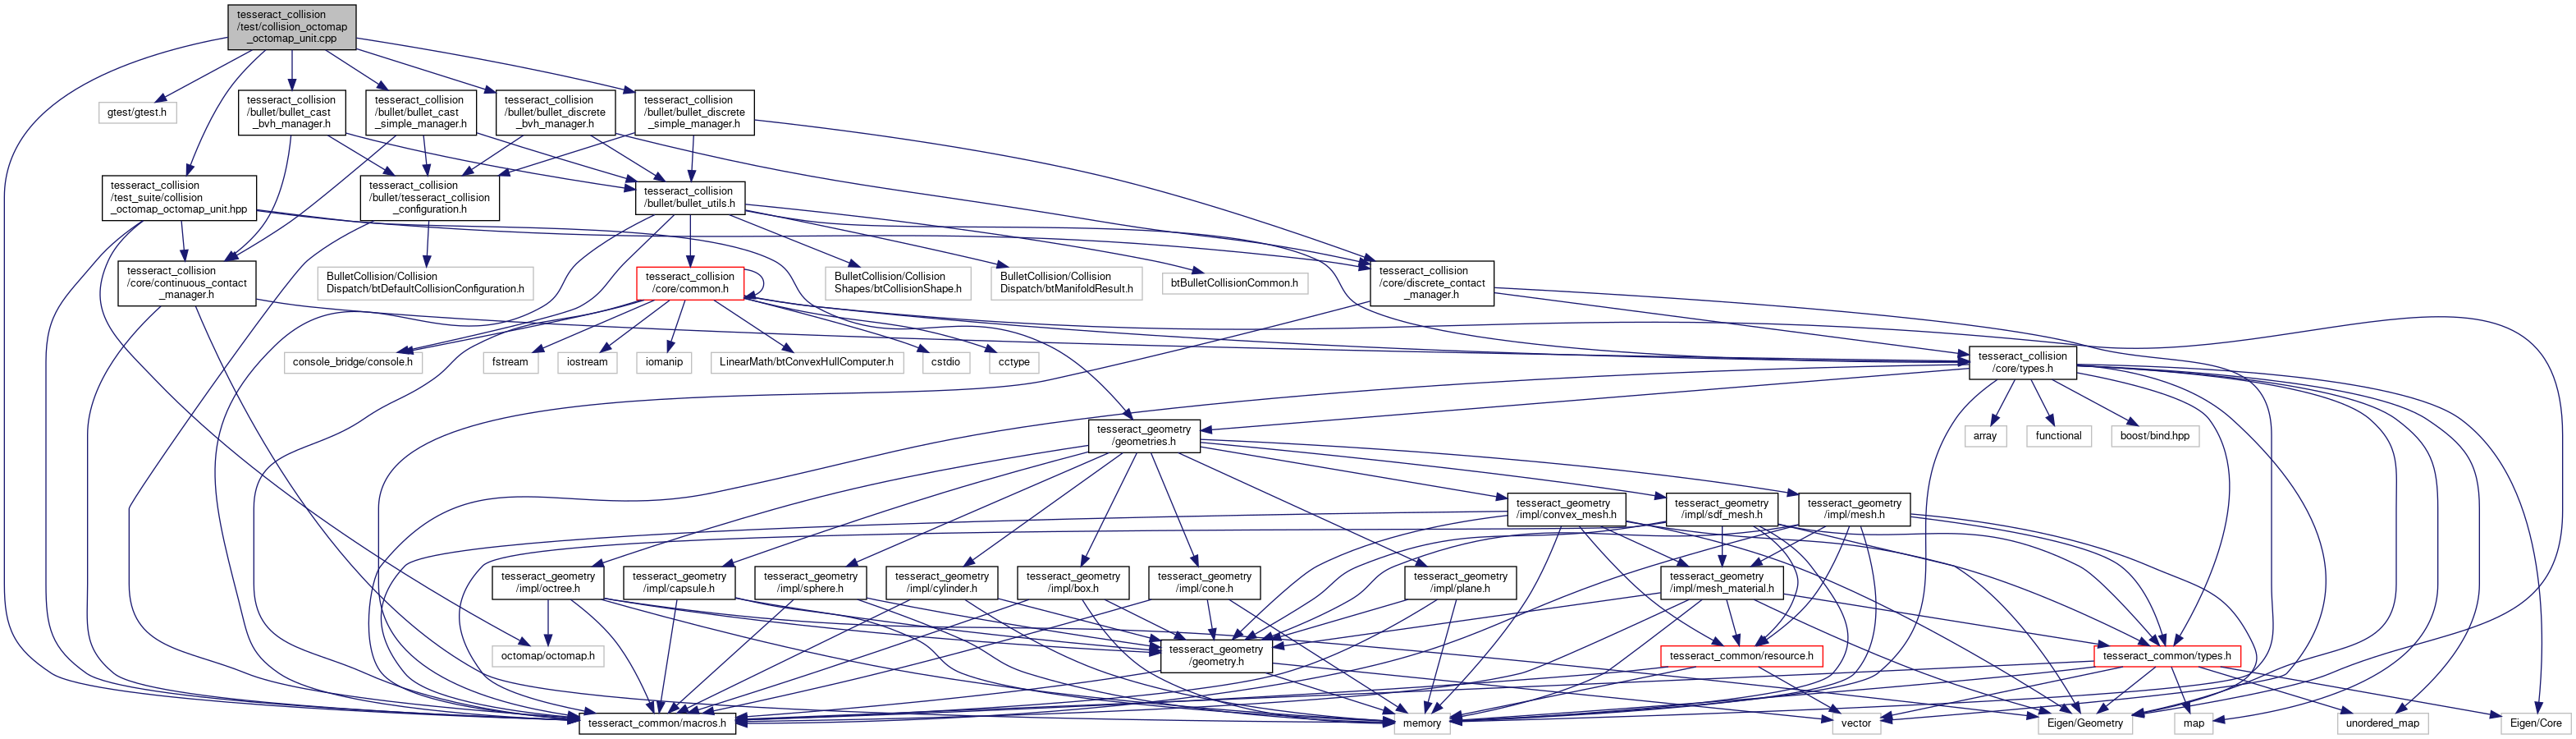 tesseract_collision
/test/collision_octomap
_octomap_unit.cpp
gtest/gtest.h
tesseract_collision
/bullet/bullet_cast
_bvh_manager.h
tesseract_collision
/bullet/bullet_cast
_simple_manager.h
tesseract_collision
/bullet/bullet_discrete
_bvh_manager.h
tesseract_collision
/bullet/bullet_discrete
_simple_manager.h
tesseract_collision
/test_suite/collision
_octomap_octomap_unit.hpp
tesseract_collision
/bullet/tesseract_collision
_configuration.h
tesseract_collision
/bullet/bullet_utils.h
tesseract_collision
/core/continuous_contact
_manager.h
BulletCollision/Collision
Dispatch/btDefaultCollisionConfiguration.h
tesseract_collision
/core/common.h
BulletCollision/Collision
Shapes/btCollisionShape.h
BulletCollision/Collision
Dispatch/btManifoldResult.h
btBulletCollisionCommon.h
tesseract_collision
/core/discrete_contact
_manager.h
console_bridge/console.h
fstream
iostream
iomanip
LinearMath/btConvexHullComputer.h
cstdio
cctype
tesseract_collision
/core/types.h
tesseract_geometry
/geometries.h
array
functional
boost/bind.hpp
tesseract_geometry
/impl/convex_mesh.h
tesseract_geometry
/impl/sdf_mesh.h
tesseract_geometry
/impl/mesh.h
tesseract_geometry
/impl/octree.h
tesseract_geometry
/impl/capsule.h
tesseract_geometry
/impl/sphere.h
tesseract_geometry
/impl/cylinder.h
tesseract_geometry
/impl/box.h
tesseract_geometry
/impl/cone.h
tesseract_geometry
/impl/plane.h
tesseract_geometry
/impl/mesh_material.h
octomap/octomap.h
tesseract_geometry
/geometry.h
tesseract_common/resource.h
tesseract_common/types.h
tesseract_common/macros.h
memory
vector
Eigen/Geometry
map
unordered_map
Eigen/Core